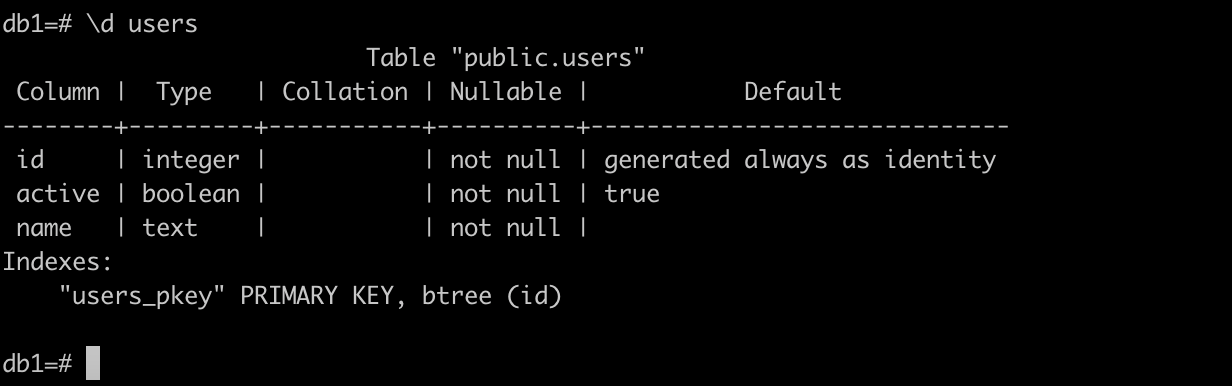 db1=# \d users
                          Table "public.users"
 Column |  Type   | Collation | Nullable |           Default
--------+---------+-----------+----------+------------------------------
 id     | integer |           | not null | generated always as identity
 active | boolean |           | not null | true
 name   | text    |           | not null |
Indexes:
    "users_pkey" PRIMARY KEY, btree (id)

db1=#